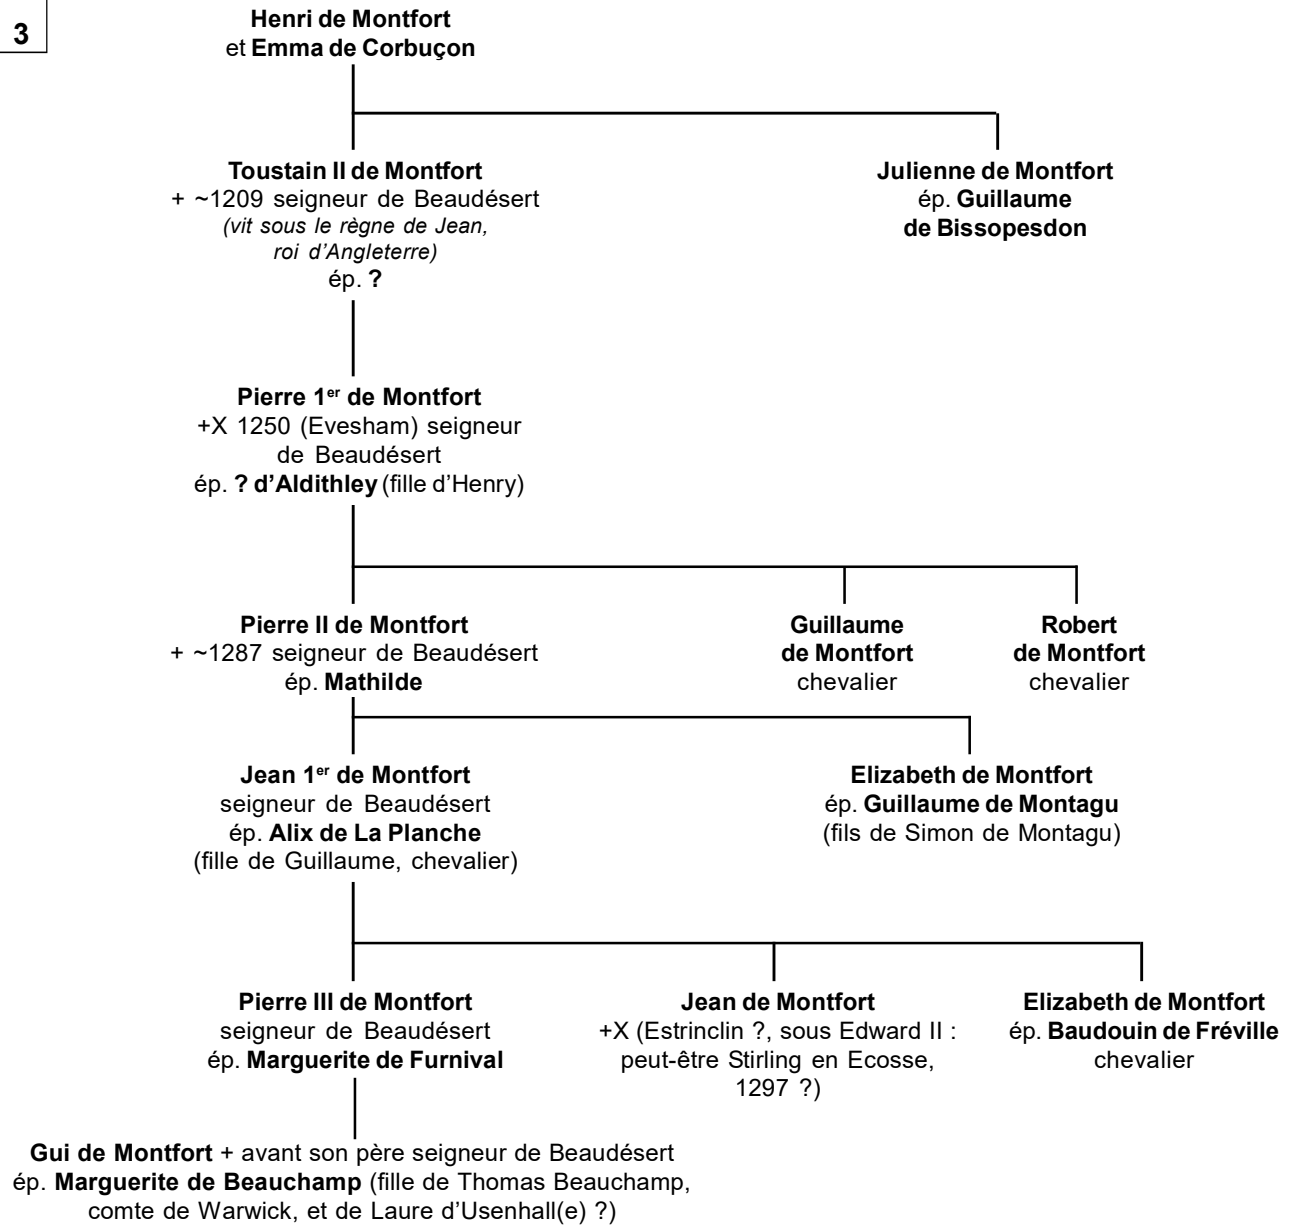 3
Henri de Montfort
et Emma de Corbuçon
Toustain II de Montfort
+ ~1209 seigneur de Beaudésert
(vit sous le règne de Jean,
roi d'Angleterre)
ép. ?
Julienne de Montfort
ép. Guillaume
de Bissopesdon
Pierre 1er de Montfort
+X 1250 (Evesham) seigneur
de Beaudésert
ép. ? d'Aldithley (fille d'Henry)
Pierre II de Montfort
+ ~1287 seigneur de Beaudésert
ép. Mathilde
Guillaume
de Montfort
chevalier
Robert
de Montfort
chevalier
Jean 1er de Montfort
seigneur de Beaudésert
ép. Alix de La Planche
(fille de Guillaume, chevalier)
Elizabeth de Montfort
ép. Guillaume de Montagu
(fils de Simon de Montagu)
Pierre III de Montfort
seigneur de Beaudésert
ép. Marguerite de Furnival
Jean de Montfort
+X (Estrinclin ?, sous Edward II :
peut-être Stirling en Ecosse,
1297 ?)
Elizabeth de Montfort
ép. Baudouin de Fréville
chevalier
Gui de Montfort + avant son père seigneur de Beaudésert
ép. Marguerite de Beauchamp (fille de Thomas Beauchamp,
comte de Warwick, et de Laure d'Usenhall(e) ?)